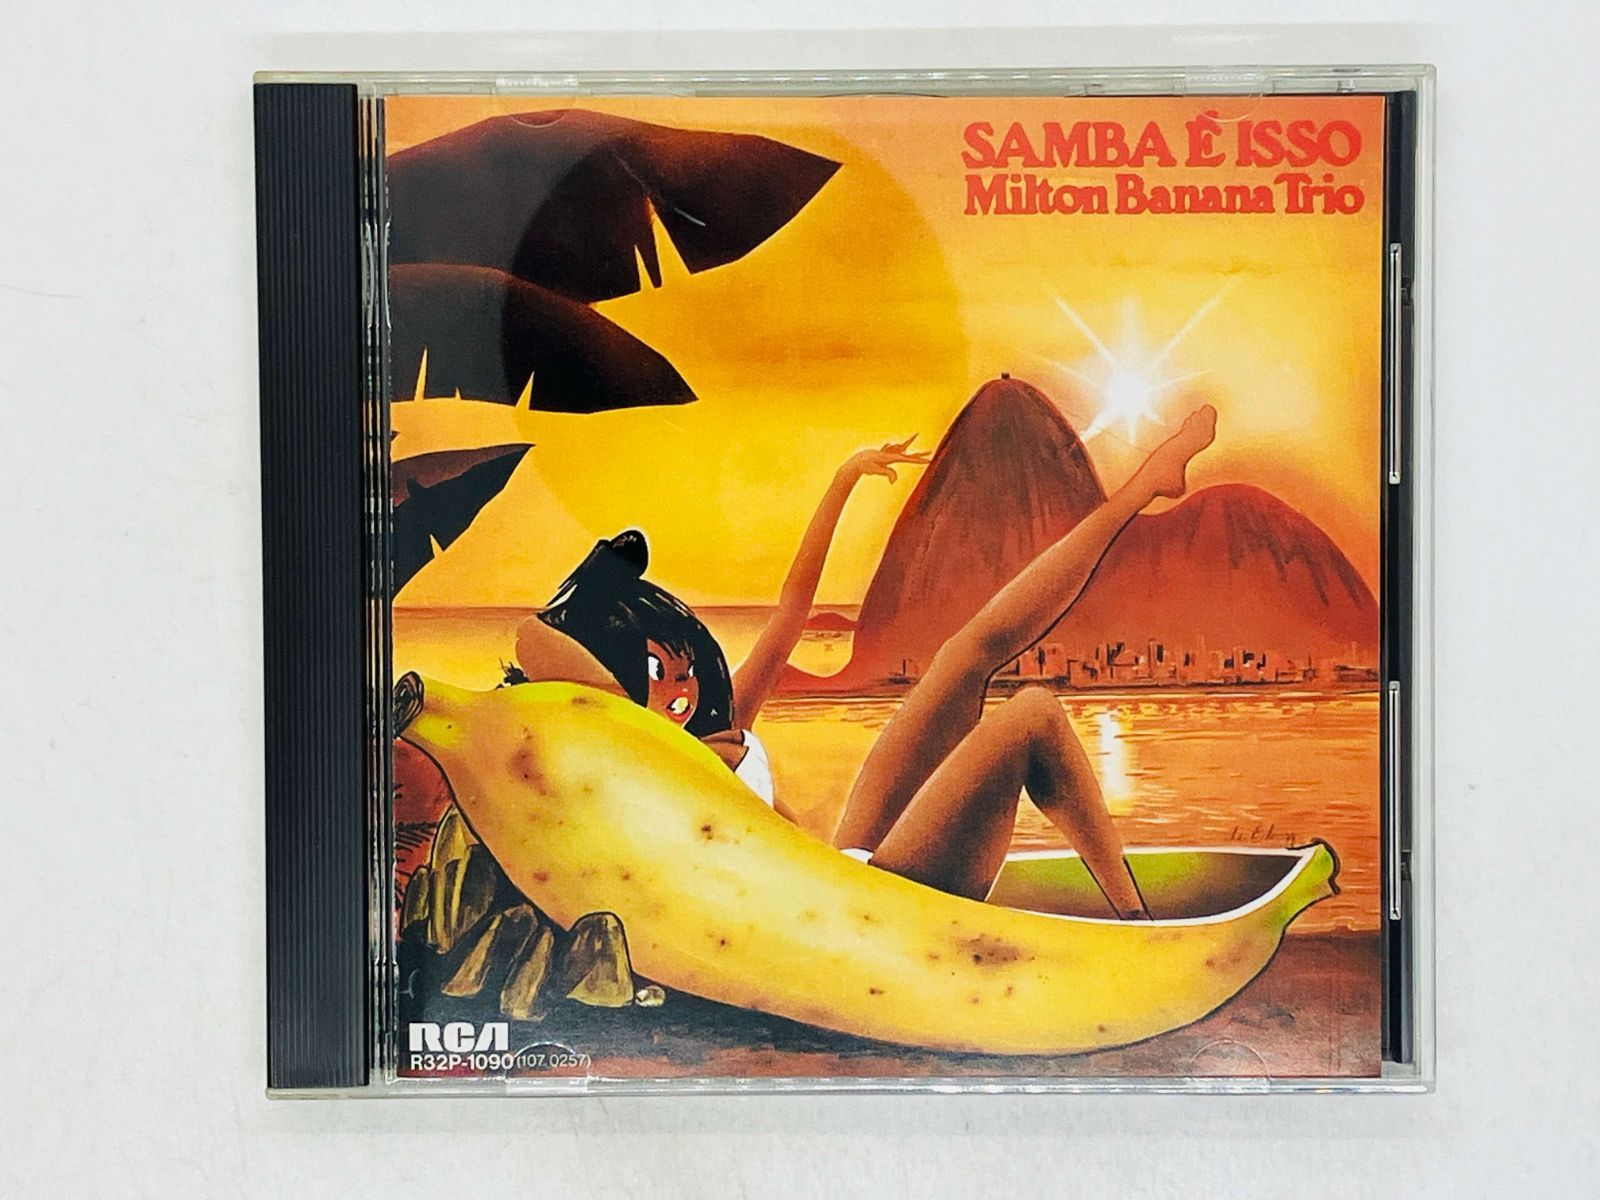 SAMBA É ISSO
Milton Banana Trio
RCA
R32P-1090 (107.0257)